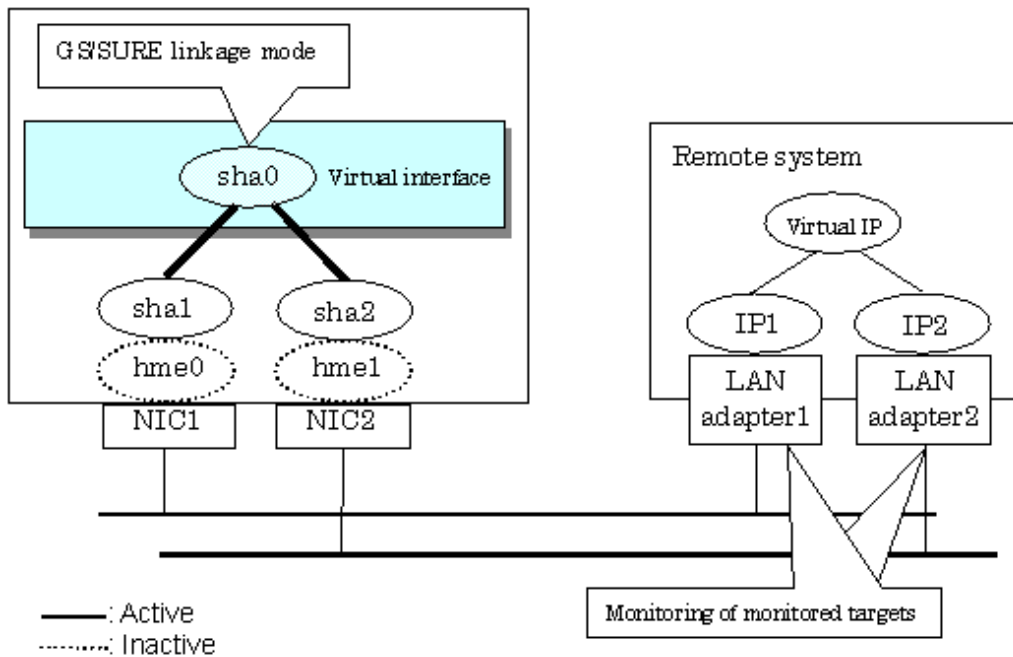 GS/SURE linkage mode
sha0
Virtual interface
sha1
sha2
hme0
hme1
NIC1
NIC2
Remote system
Virtual IP
IP1
IP2
LAN
adapter1
LAN
adapter2
Monitoring of monitored targets
: Active
: Inactive